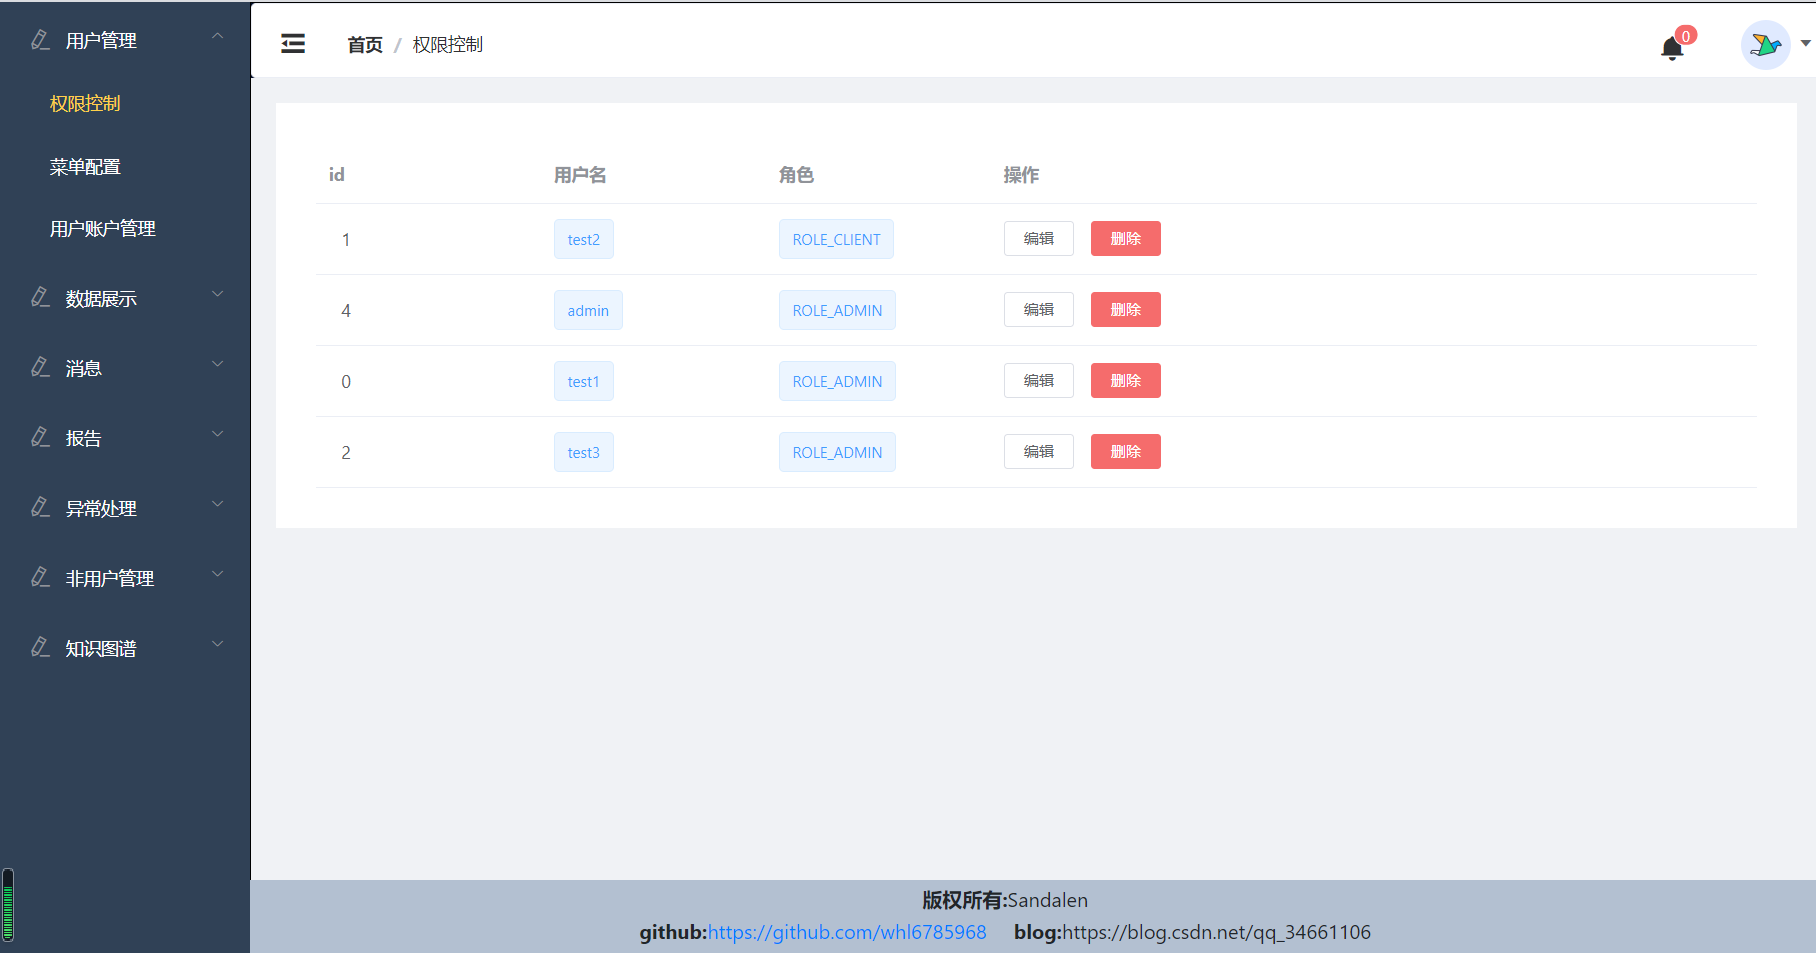 用户管理
权限控制
菜单配置
用户账户管理
数据展示
消息
报告
异常处理
非用户管理
知识图谱
首页 / 权限控制
0
id 用户名 角色 操作
1 test2 ROLE_CLIENT 编辑 删除
4 admin ROLE_ADMIN 编辑 删除
0 test1 ROLE_ADMIN 编辑 删除
2 test3 ROLE_ADMIN 编辑 删除
版权所有:Sandalen
github:https://github.com/whl6785968 blog:https://blog.csdn.net/qq_34661106